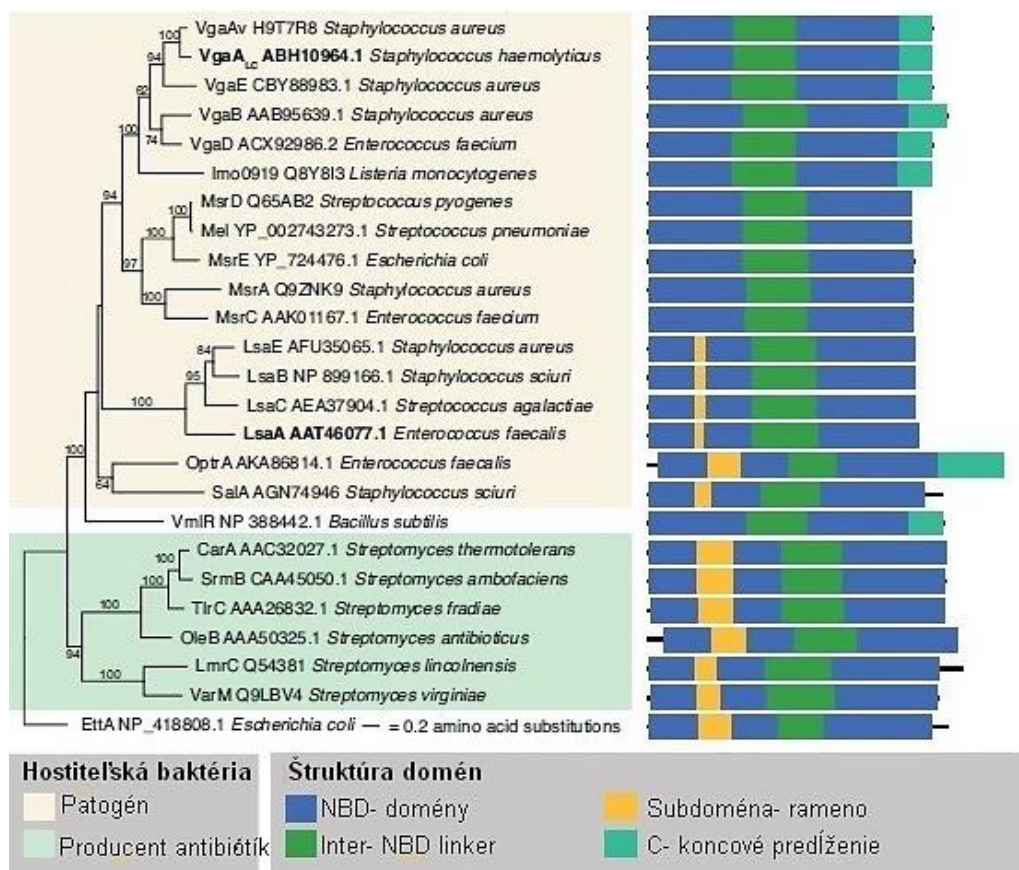 100
VgaAv H9T7R8 Staphylococcus aureus
94
VgaALC ABH10964.1 Staphylococcus haemolyticus
VgaE CBY88983.1 Staphylococcus aureus
VgaB AAB95639.1 Staphylococcus aureus
100
74
VgaD ACX92986.2 Enterococcus faecium
lmo0919 Q8Y8I3 Listeria monocytogenes
94
MsrD Q65AB2 Streptococcus pyogenes
100
Mel YP_002743273.1 Streptococcus pneumoniae
100
97
MsrE YP_724476.1 Escherichia coli
MsrA Q9ZNK9 Staphylococcus aureus
100
MsrC AAK01167.1 Enterococcus faecium
84
LsaE AFU35065.1 Staphylococcus aureus
95
LsaB NP 899166.1 Staphylococcus sciuri
100
LsaC AEA37904.1 Streptococcus agalactiae
LsaA AAT46077.1 Enterococcus faecalis
100
OptrA AKA86814.1 Enterococcus faecalis
64
SalA AGN74946 Staphylococcus sciuri
VmlR NP 388442.1 Bacillus subtilis
100
CarA AAC32027.1 Streptomyces thermotolerans
100
SrmB CAA45050.1 Streptomyces ambofaciens
100
TlrC AAA26832.1 Streptomyces fradiae
OleB AAA50325.1 Streptomyces antibioticus
94
100
LmrC Q54381 Streptomyces lincolnensis
VarM Q9LBV4 Streptomyces virginiae
EttA NP_418808.1 Escherichia coli — = 0.2 amino acid substitutions
Hostiteľská baktéria
Patogén
Producent antibiótík
Štruktúra domén
NBD- domény
Inter- NBD linker
Subdoména- rameno
C- koncové predĺženie